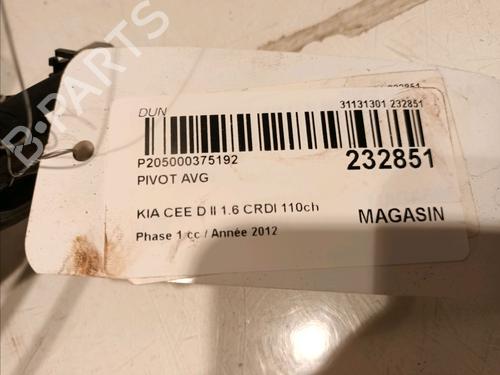 DUN
31131301 232851
P205000375192
232851
PIVOT AVG
KIA CEE D II 1.6 CRDI 110ch
MAGASIN
Phase 1 cc / Année 2012
B-PARTS